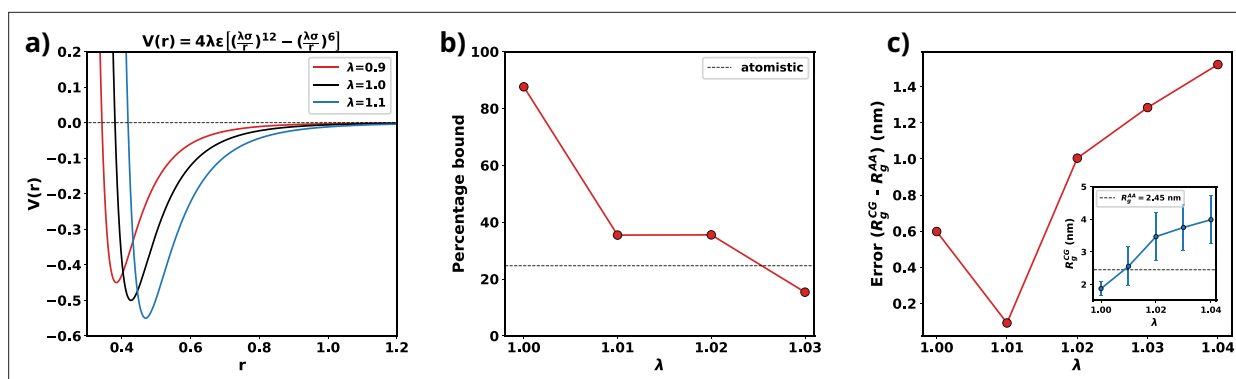 a)
V(r) = 4λε[(λσ/r)^12 − (λσ/r)^6]
V(r)
0.2
0.1
0.0
−0.1
−0.2
−0.3
−0.4
−0.5
−0.6
λ=0.9
λ=1.0
λ=1.1
0.4 0.6 0.8 1.0 1.2
r
b)
Percentage bound
100
80
60
40
20
0
atomistic
1.00 1.01 1.02 1.03
λ
c)
Error (R_g^CG - R_g^AA) (nm)
1.4
1.2
1.0
0.8
0.6
0.4
0.2
R_g^CG (nm)
5
4
3
2
R_g^AA = 2.45 nm
1.00 1.02 1.04
λ
1.00 1.01 1.02 1.03 1.04
λ